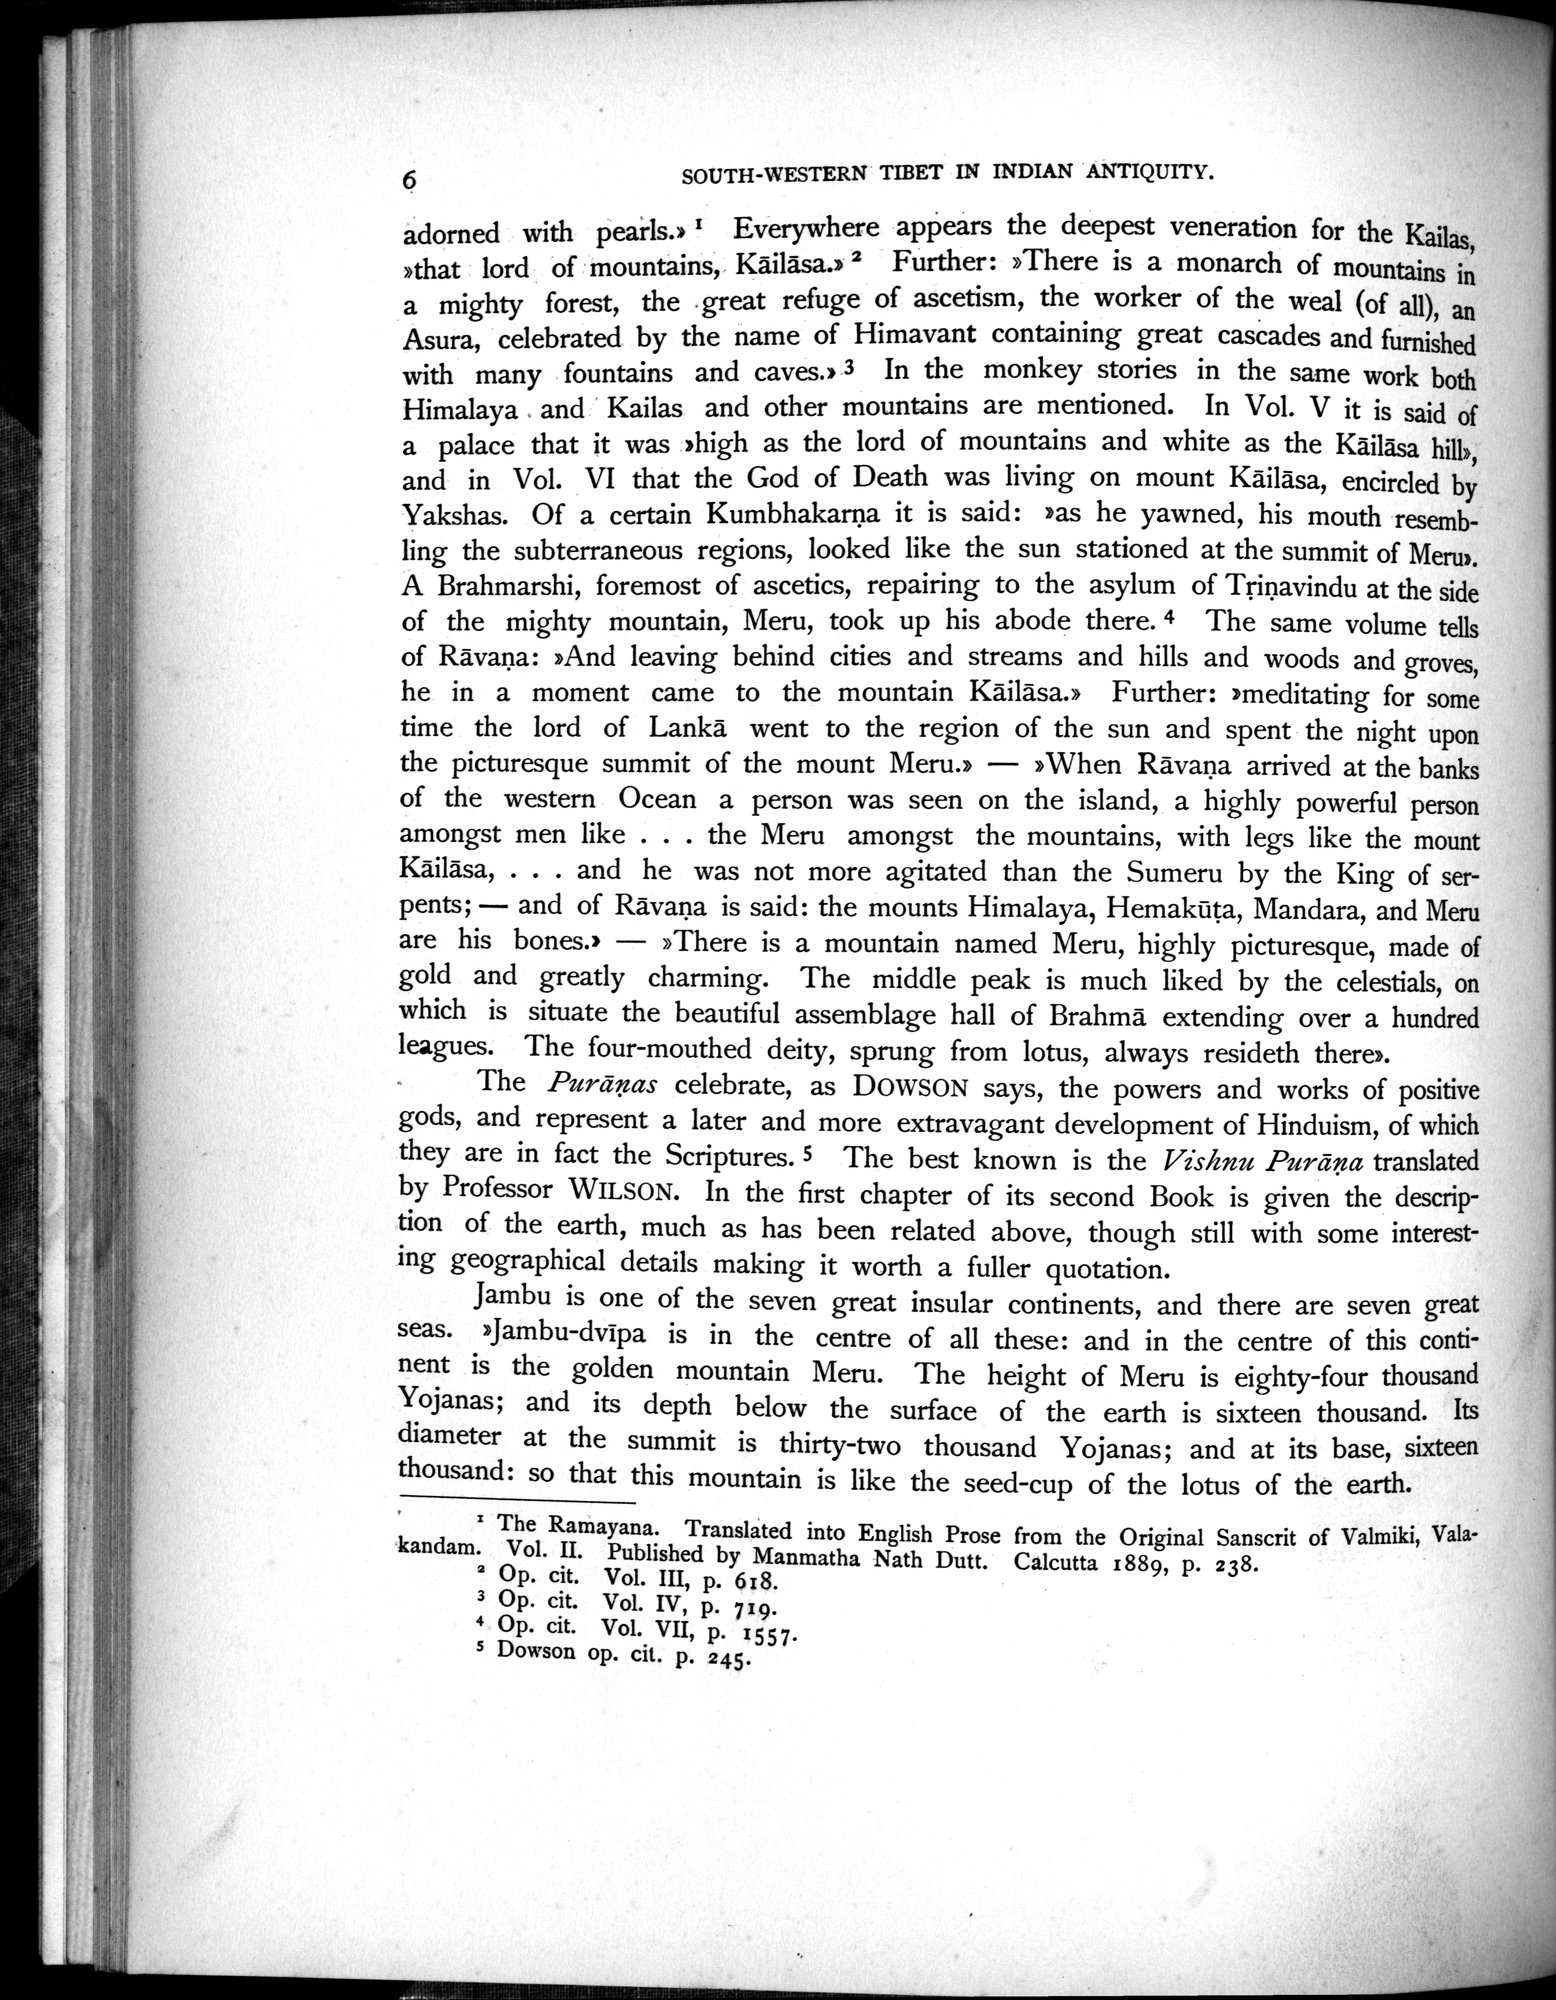 6 SOUTH-WESTERN TIBET IN INDIAN ANTIQUITY.
adorned with pearls.» ¹ Everywhere appears the deepest veneration for the Kailas,
»that lord of mountains, Kāilāsa.» ² Further: »There is a monarch of mountains in
a mighty forest, the great refuge of ascetism, the worker of the weal (of all), an
Asura, celebrated by the name of Himavant containing great cascades and furnished
with many fountains and caves.» ³ In the monkey stories in the same work both
Himalaya and Kailas and other mountains are mentioned. In Vol. V it is said of
a palace that it was »high as the lord of mountains and white as the Kāilāsa hill»,
and in Vol. VI that the God of Death was living on mount Kāilāsa, encircled by
Yakshas. Of a certain Kumbhakarṇa it is said: »as he yawned, his mouth resemb-
ling the subterraneous regions, looked like the sun stationed at the summit of Meru».
A Brahmarshi, foremost of ascetics, repairing to the asylum of Tṛiṇavindu at the side
of the mighty mountain, Meru, took up his abode there. ⁴ The same volume tells
of Rāvaṇa: »And leaving behind cities and streams and hills and woods and groves,
he in a moment came to the mountain Kāilāsa.» Further: »meditating for some
time the lord of Lankā went to the region of the sun and spent the night upon
the picturesque summit of the mount Meru.» — »When Rāvaṇa arrived at the banks
of the western Ocean a person was seen on the island, a highly powerful person
amongst men like . . . the Meru amongst the mountains, with legs like the mount
Kāilāsa, . . . and he was not more agitated than the Sumeru by the King of ser-
pents; — and of Rāvaṇa is said: the mounts Himalaya, Hemakūṭa, Mandara, and Meru
are his bones.» — »There is a mountain named Meru, highly picturesque, made of
gold and greatly charming. The middle peak is much liked by the celestials, on
which is situate the beautiful assemblage hall of Brahmā extending over a hundred
leagues. The four-mouthed deity, sprung from lotus, always resideth there».
The Purāṇas celebrate, as DOWSON says, the powers and works of positive
gods, and represent a later and more extravagant development of Hinduism, of which
they are in fact the Scriptures. ⁵ The best known is the Vishnu Purāṇa translated
by Professor WILSON. In the first chapter of its second Book is given the descrip-
tion of the earth, much as has been related above, though still with some interest-
ing geographical details making it worth a fuller quotation.
Jambu is one of the seven great insular continents, and there are seven great
seas. »Jambu-dvīpa is in the centre of all these: and in the centre of this conti-
nent is the golden mountain Meru. The height of Meru is eighty-four thousand
Yojanas; and its depth below the surface of the earth is sixteen thousand. Its
diameter at the summit is thirty-two thousand Yojanas; and at its base, sixteen
thousand: so that this mountain is like the seed-cup of the lotus of the earth.
¹ The Ramayana. Translated into English Prose from the Original Sanscrit of Valmiki, Vala-
kandam. Vol. II. Published by Manmatha Nath Dutt. Calcutta 1889, p. 238.
² Op. cit. Vol. III, p. 618.
³ Op. cit. Vol. IV, p. 719.
⁴ Op. cit. Vol. VII, p. 1557.
⁵ Dowson op. cit. p. 245.